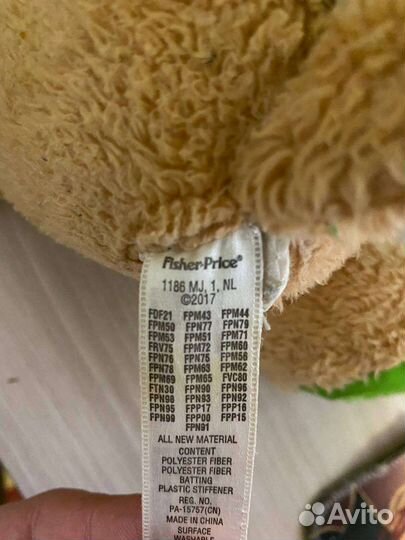 Fisher-Price®
1186 MJ, 1, NL
©2017
FDF21 FPM43 FPM44
FPM50 FPN77 FPN79
FPM53 FPM51 FPM71
FRV75 FPM72 FPM60
FPN76 FPN75 FPM56
FPN78 FPM63 FPM62
FPM69 FPM65 FVC80
FTN30 FPN90 FPN96
FPN98 FPN93 FPN92
FPN95 FPP17 FPP16
FPN99 FPP00 FPP15
FPN91
ALL NEW MATERIAL
CONTENT
POLYESTER FIBER
POLYESTER FIBER
BATTING
PLASTIC STIFFENER
REG. NO.
PA-15757(CN)
MADE IN CHINA
SURFACE
WASHABLE
Avito